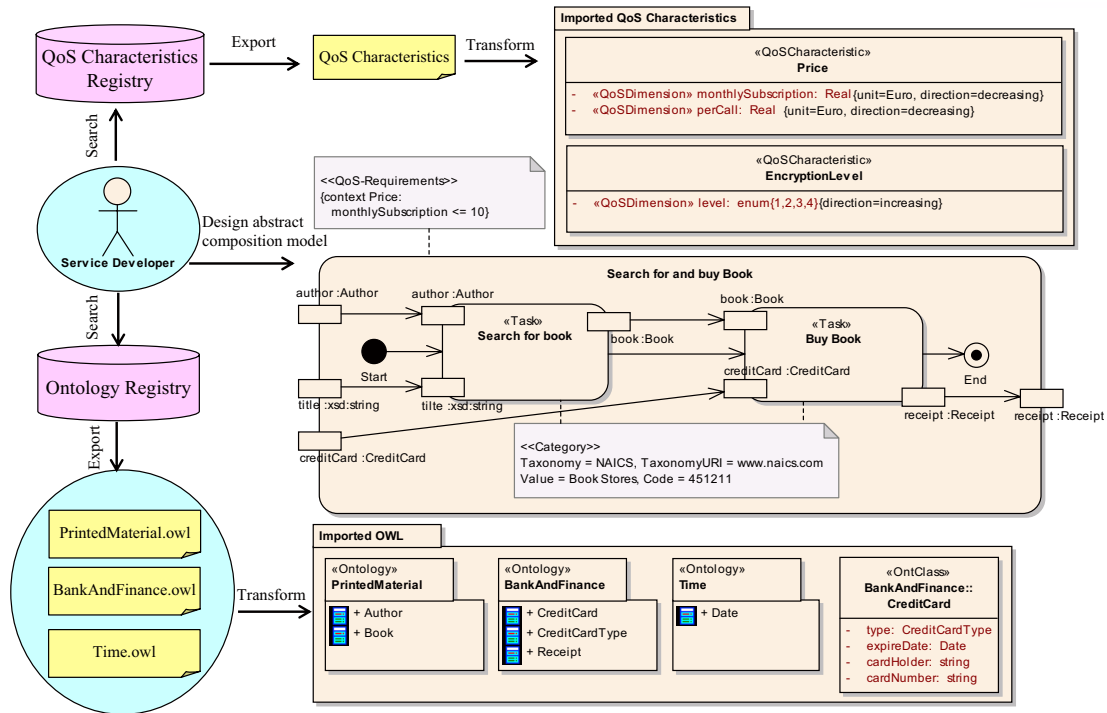 QoS Characteristics
Registry
Export
QoS Characteristics
Transform
Imported QoS Characteristics
«QoSCharacteristic»
Price
- «QoSDimension» monthlySubscription: Real{unit=Euro, direction=decreasing}
- «QoSDimension» perCall: Real {unit=Euro, direction=decreasing}
«QoSCharacteristic»
EncryptionLevel
- «QoSDimension» level: enum{1,2,3,4}{direction=increasing}
Search
Service Developer
Design abstract
composition model
<<QoS-Requirements>>
{context Price:
monthlySubscription <= 10}
Search
Ontology Registry
Export
Search for and buy Book
author :Author
author :Author
«Task»
Search for book
book :Book
book :Book
«Task»
Buy Book
Start
creditCard :CreditCard
End
title :xsd:string
tilte :xsd:string
receipt :Receipt
receipt :Receipt
creditCard :CreditCard
<<Category>>
Taxonomy = NAICS, TaxonomyURI = www.naics.com
Value = Book Stores, Code = 451211
PrintedMaterial.owl
BankAndFinance.owl
Time.owl
Transform
Imported OWL
«Ontology»
PrintedMaterial
+ Author
+ Book
«Ontology»
BankAndFinance
+ CreditCard
+ CreditCardType
+ Receipt
«Ontology»
Time
+ Date
«OntClass»
BankAndFinance::
CreditCard
- type: CreditCardType
- expireDate: Date
- cardHolder: string
- cardNumber: string